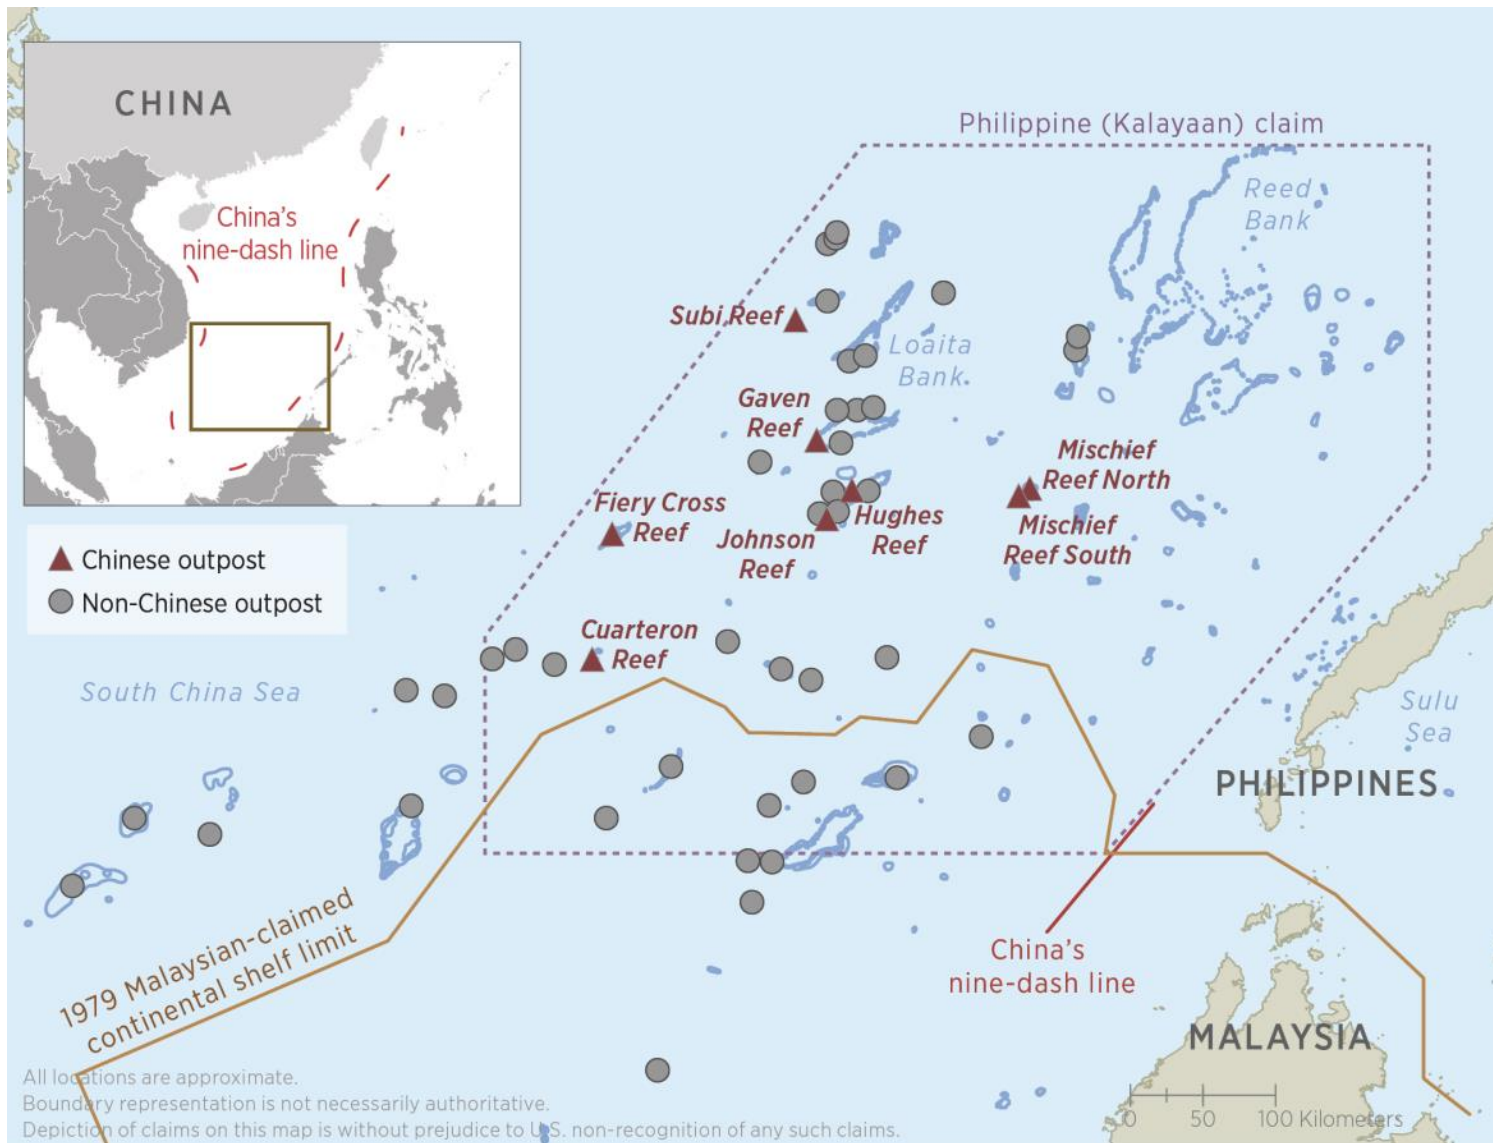 CHINA
China's
nine-dash line
Chinese outpost
Non-Chinese outpost
Philippine (Kalayaan) claim
Reed
Bank
Subi Reef
Loaita
Bank
Gaven
Reef
Mischief
Reef North
Fiery Cross
Reef
Hughes
Reef
Johnson
Reef
Mischief
Reef South
Cuarteron
Reef
South China Sea
Sulu
Sea
PHILIPPINES
1979 Malaysian-claimed
continental shelf limit
China's
nine-dash line
MALAYSIA
0 50 100 Kilometers
All locations are approximate.
Boundary representation is not necessarily authoritative.
Depiction of claims on this map is without prejudice to U.S. non-recognition of any such claims.